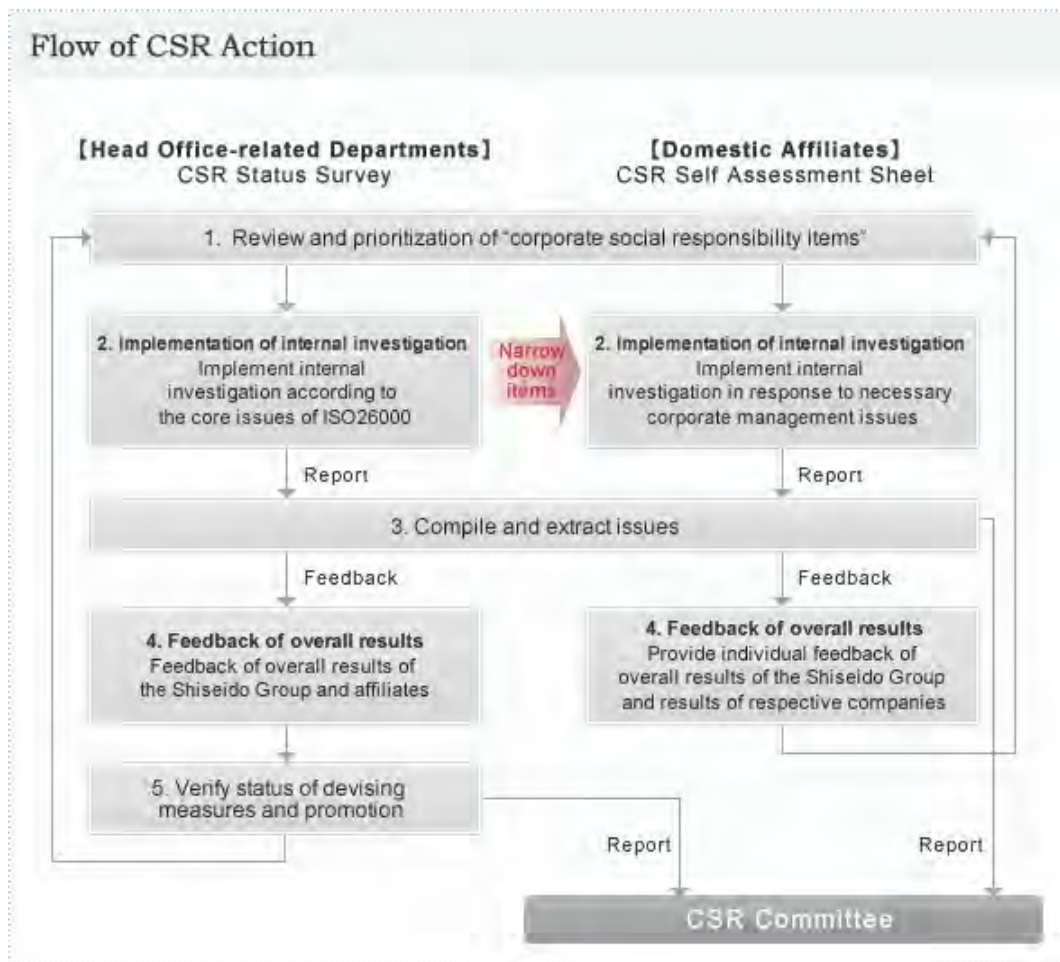 Flow of CSR Action
【Head Office-related Departments】
CSR Status Survey
【Domestic Affiliates】
CSR Self Assessment Sheet
1. Review and prioritization of "corporate social responsibility items"
2. Implementation of internal investigation
Implement internal
investigation according to
the core issues of ISO26000
Narrow
down
items
2. Implementation of internal investigation
Implement internal
investigation in response to necessary
corporate management issues
Report
Report
3. Compile and extract issues
Feedback
Feedback
4. Feedback of overall results
Feedback of overall results of
the Shiseido Group and affiliates
4. Feedback of overall results
Provide individual feedback of
overall results of the Shiseido Group
and results of respective companies
5. Verify status of devising
measures and promotion
Report
Report
CSR Committee